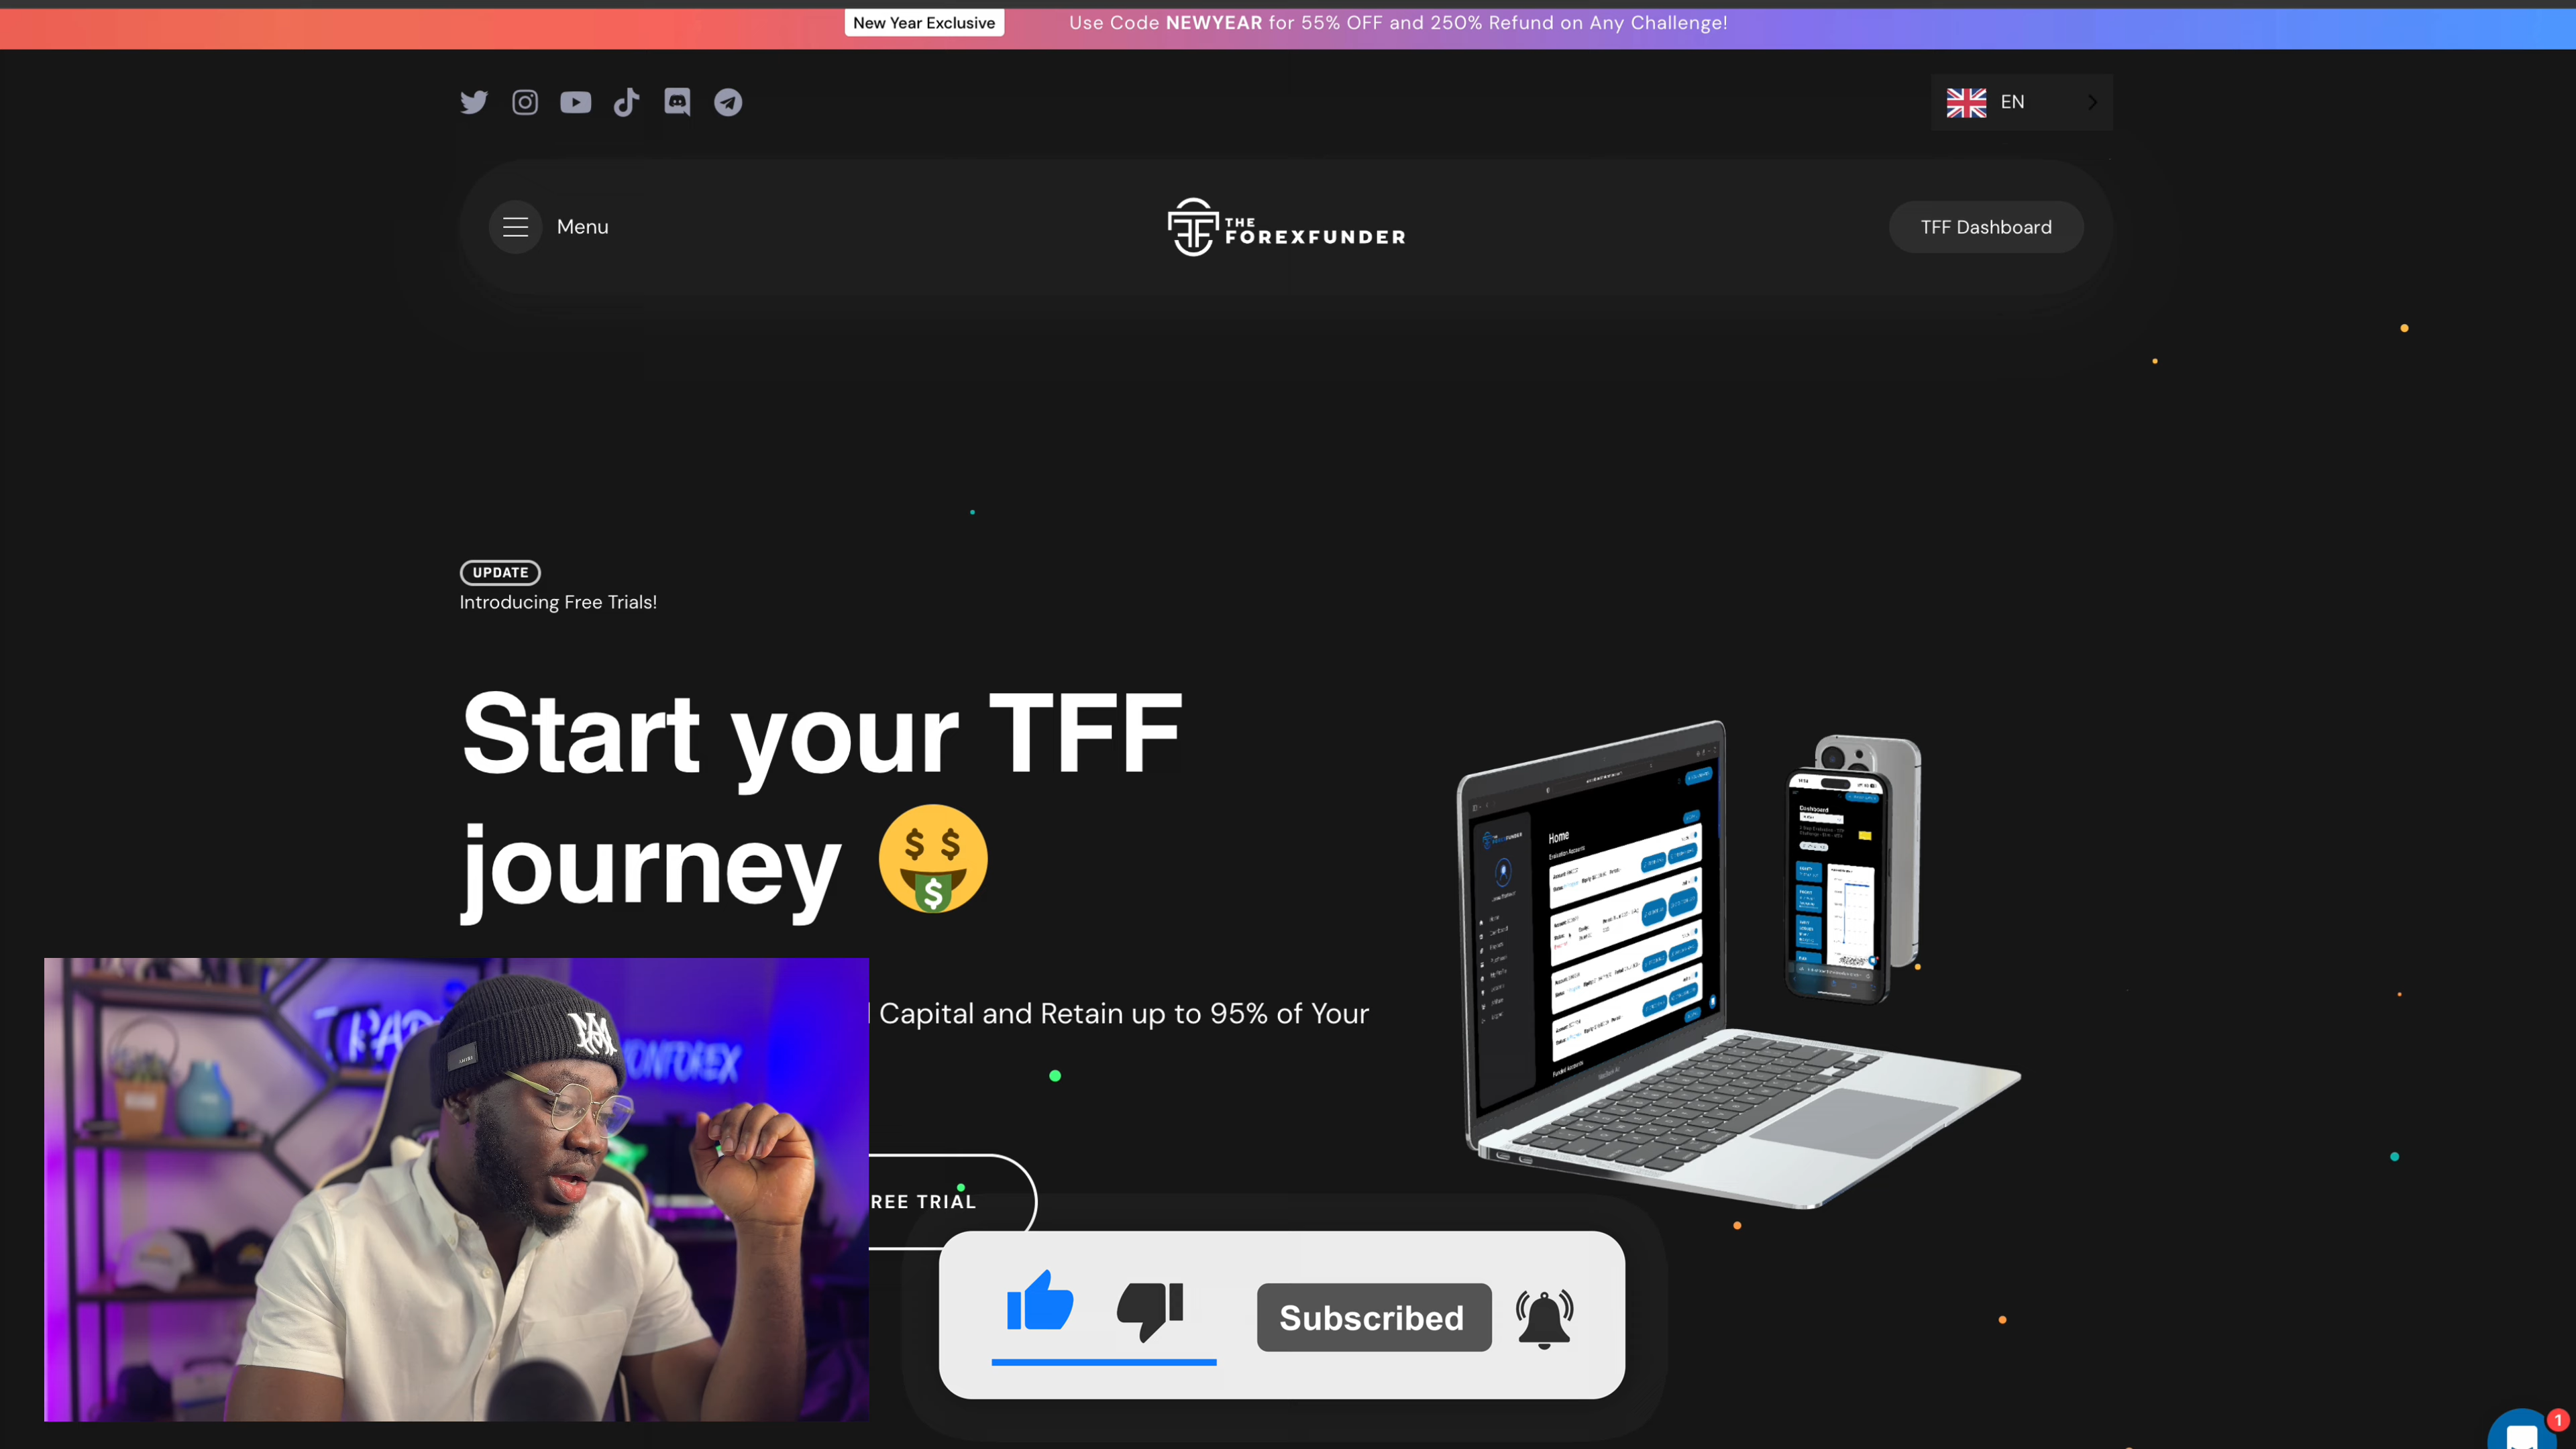 New Year Exclusive
Use Code NEWYEAR for 55% OFF and 250% Refund on Any Challenge!
EN
Menu
THE
FOREXFUNDER
TFF Dashboard
UPDATE
Introducing Free Trials!
Start your TFF
journey
Capital and Retain up to 95% of Your
REE TRIAL
Home
Dashboard
Subscribed
1